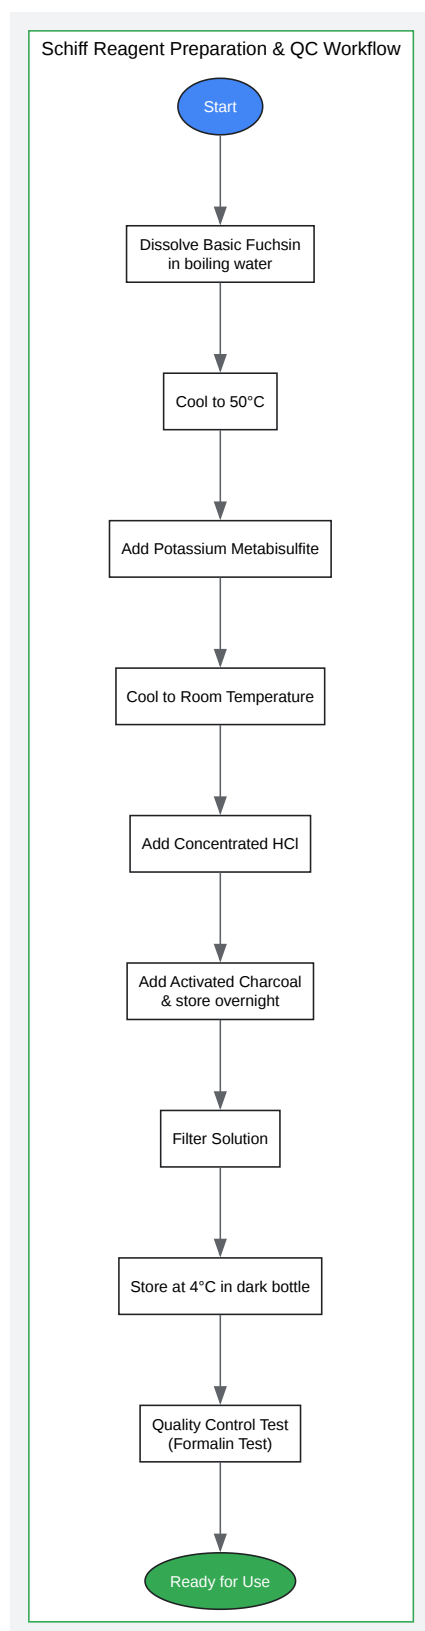 Schiff Reagent Preparation & QC Workflow
Start
Dissolve Basic Fuchsin
in boiling water
Cool to 50°C
Add Potassium Metabisulfite
Cool to Room Temperature
Add Concentrated HCl
Add Activated Charcoal
& store overnight
Filter Solution
Store at 4°C in dark bottle
Quality Control Test
(Formalin Test)
Ready for Use